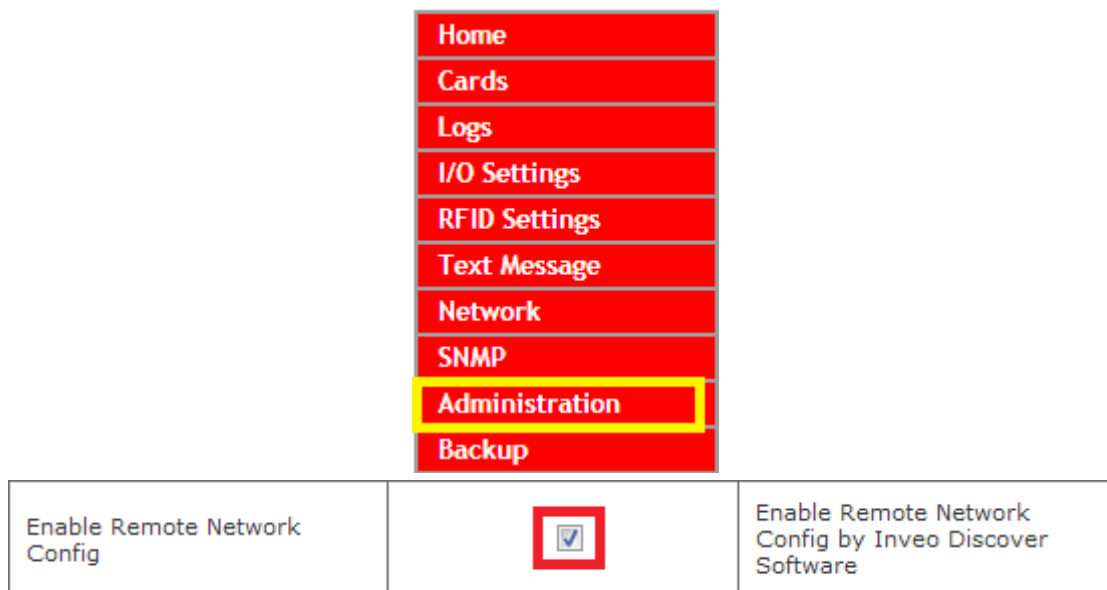 Home
Cards
Logs
I/O Settings
RFID Settings
Text Message
Network
SNMP
Administration
Backup
Enable Remote Network
Config
Enable Remote Network
Config by Inveo Discover
Software